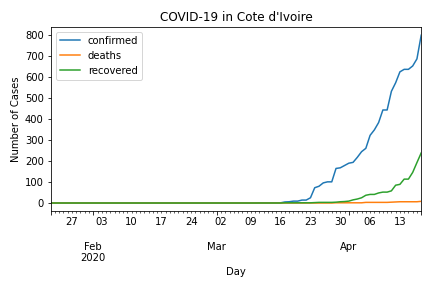 COVID-19 in Cote d'Ivoire
confirmed
deaths
recovered
Number of Cases
800
700
600
500
400
300
200
100
0
27 03 10 17 24 02 09 16 23 30 06 13
Feb Mar Apr
2020
Day